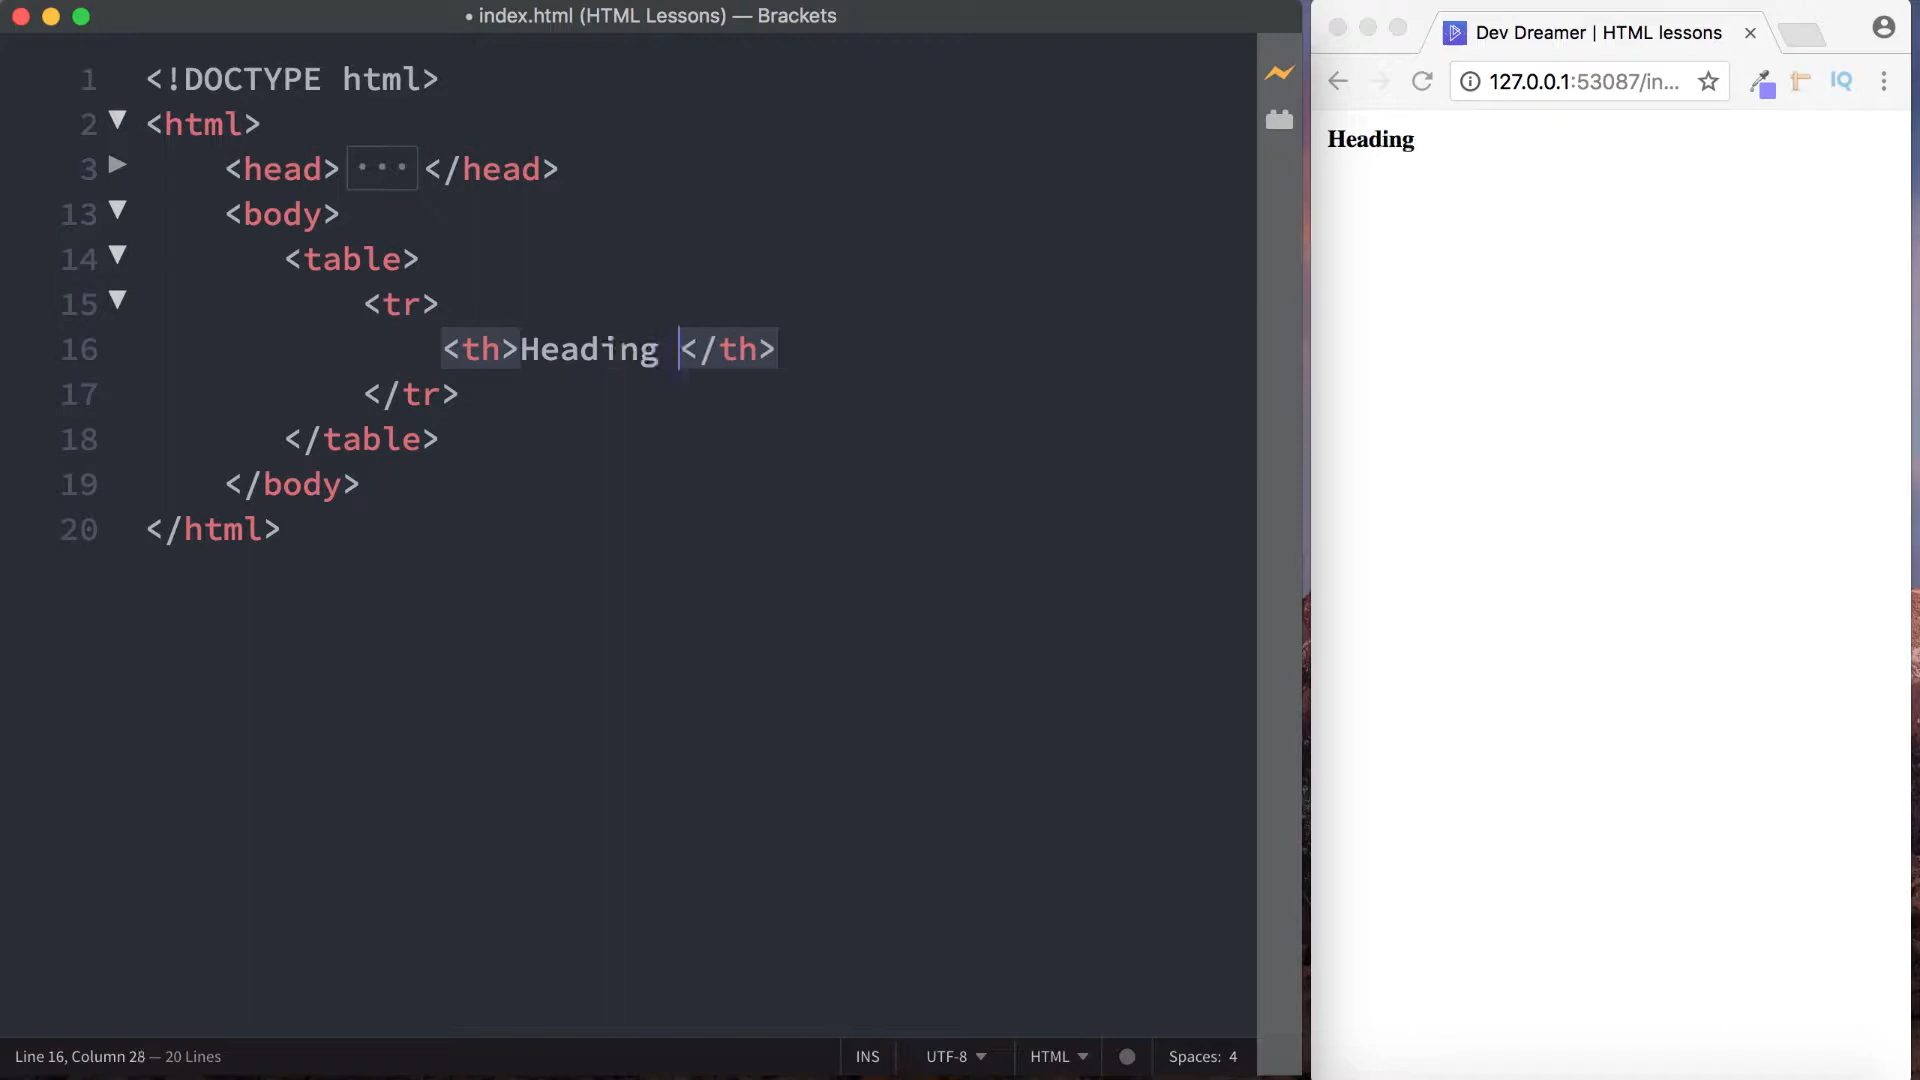 • index.html (HTML Lessons) — Brackets
1 <!DOCTYPE html>
2 <html>
3 <head>···</head>
13 <body>
14 <table>
15 <tr>
16 <th>Heading </th>
17 </tr>
18 </table>
19 </body>
20 </html>
Line 16, Column 28 — 20 Lines
INS
UTF-8
HTML
Spaces: 4
Dev Dreamer | HTML lessons
127.0.0.1:53087/in...
IQ
Heading